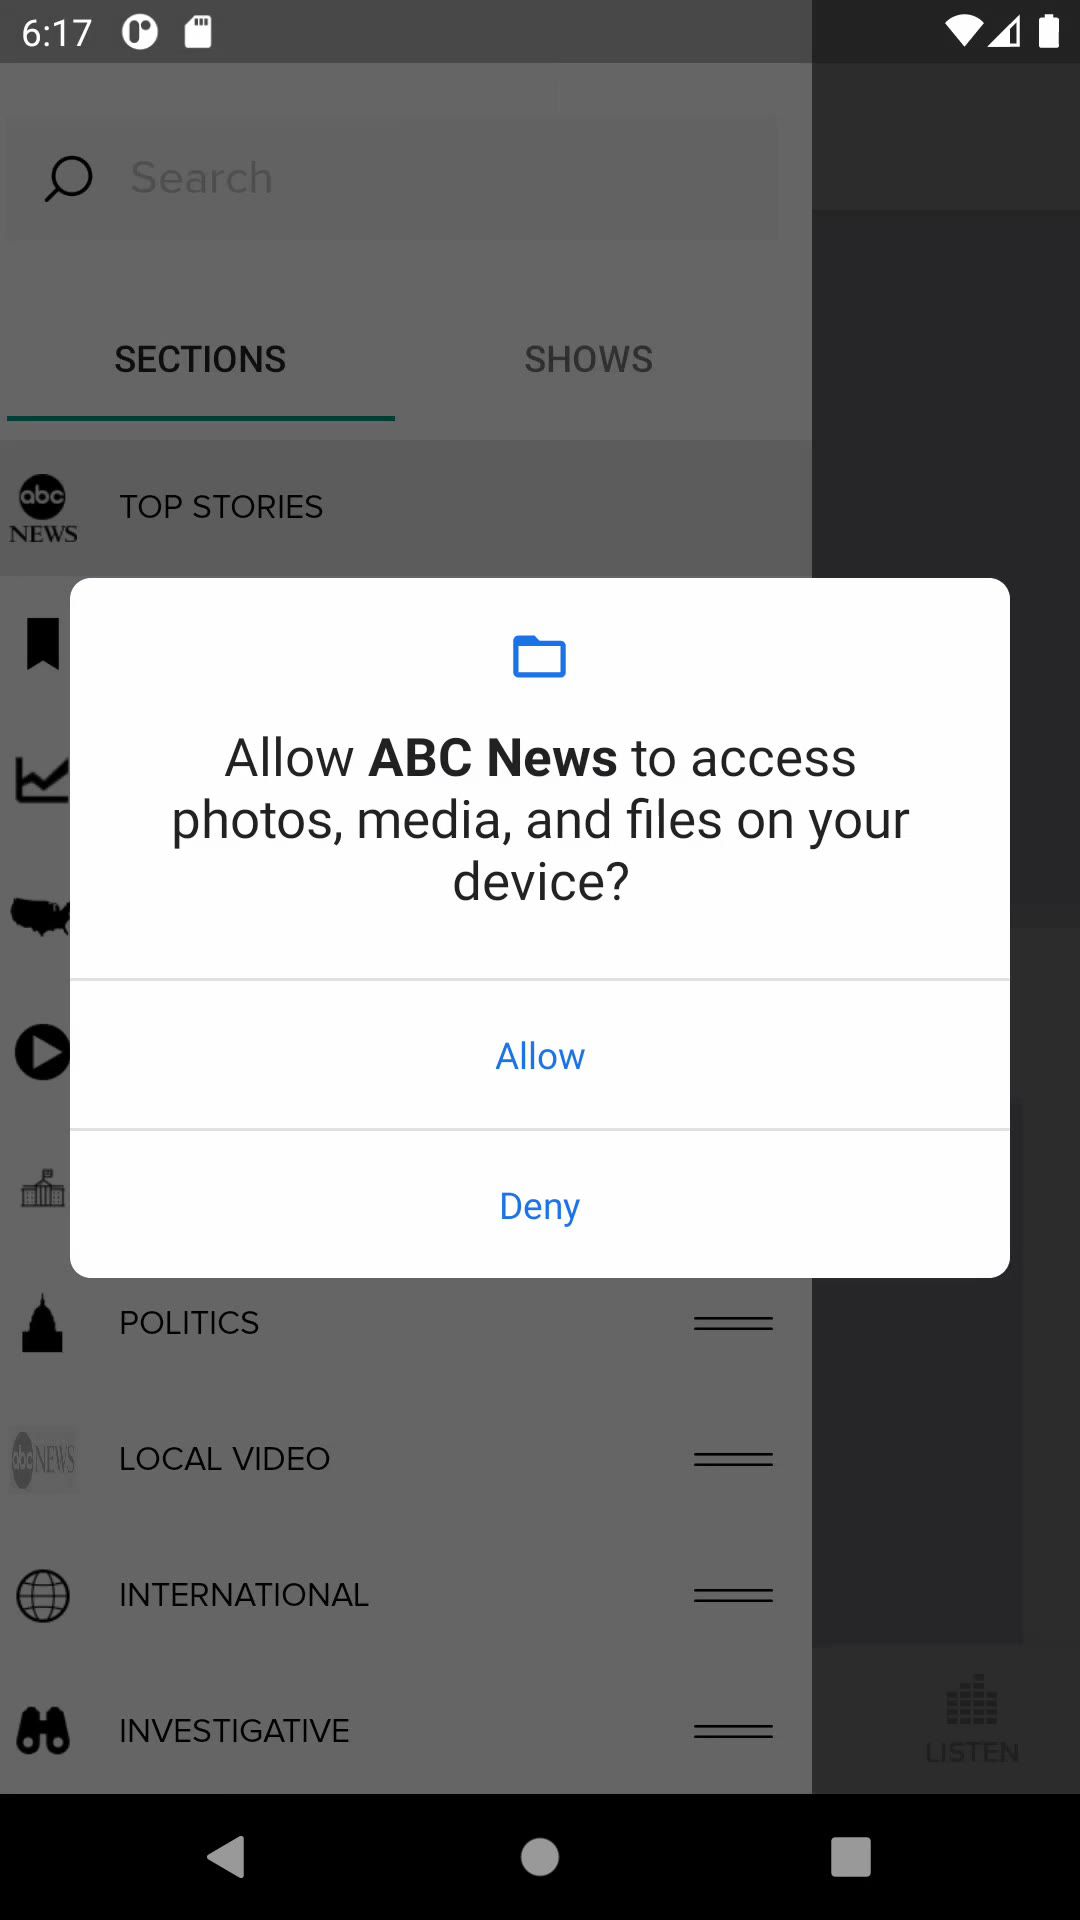 6:17
Search
SECTIONS
SHOWS
abc
NEWS
TOP STORIES
Allow ABC News to access
photos, media, and files on your
device?
Allow
Deny
POLITICS
abc NEWS
LOCAL VIDEO
INTERNATIONAL
INVESTIGATIVE
LISTEN